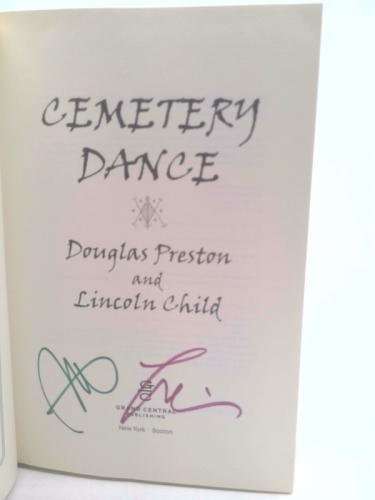 CEMETERY
DANCE
Douglas Preston
and
Lincoln Child
GRAND CENTRAL
PUBLISHING
New York Boston